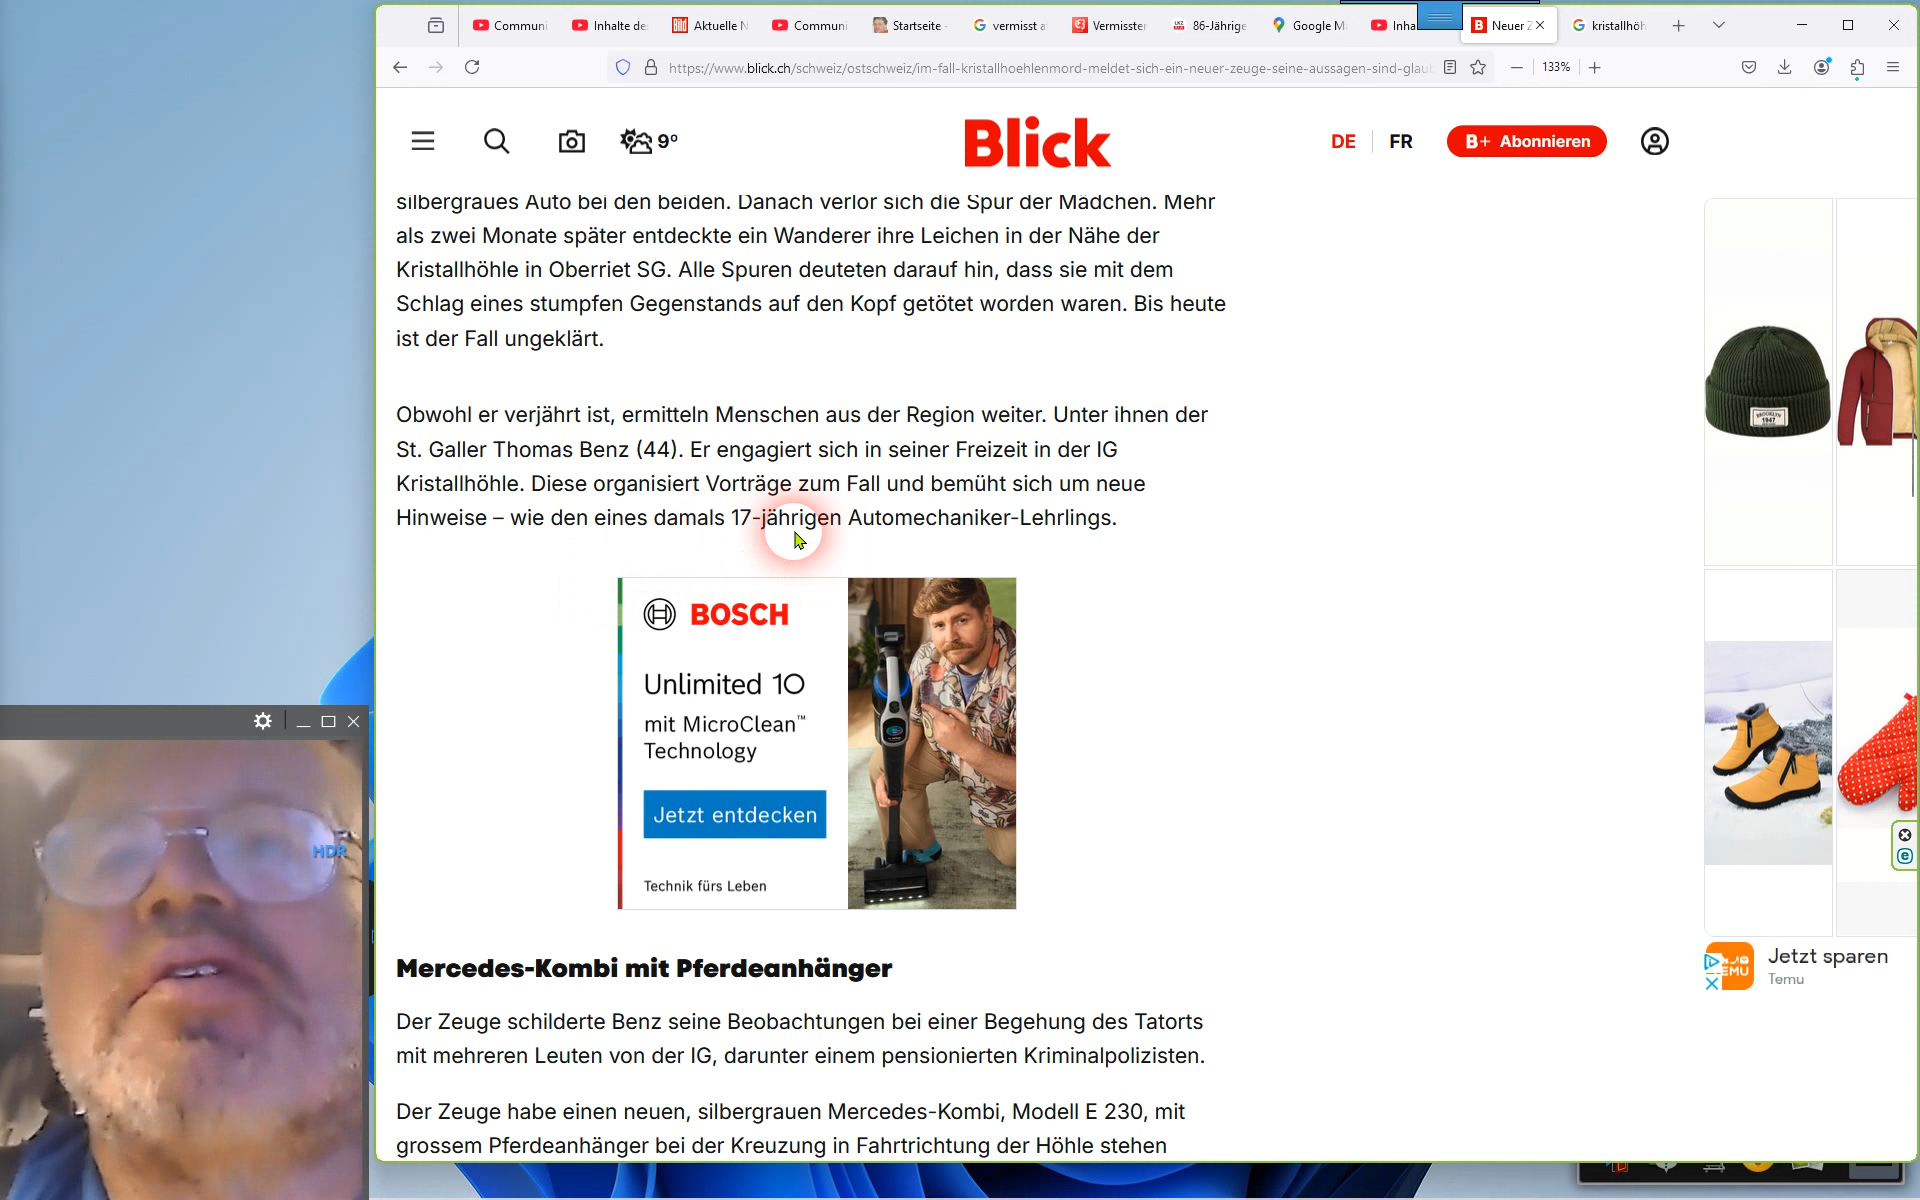 Communi
Inhalte de
Aktuelle N
Communi
Startseite -
vermisst a
Vermisster
86-Jährige
Google M
Inha
Neuer Z
kristallhöh
https://www.blick.ch/schweiz/ostschweiz/im-fall-kristallhoehlenmord-meldet-sich-ein-neuer-zeuge-seine-aussagen-sind-glau
133%
9°
Blick
DE
FR
B+ Abonnieren
silbergraues Auto bei den beiden. Danach verlor sich die Spur der Mädchen. Mehr
als zwei Monate später entdeckte ein Wanderer ihre Leichen in der Nähe der
Kristallhöhle in Oberriet SG. Alle Spuren deuteten darauf hin, dass sie mit dem
Schlag eines stumpfen Gegenstands auf den Kopf getötet worden waren. Bis heute
ist der Fall ungeklärt.
Obwohl er verjährt ist, ermitteln Menschen aus der Region weiter. Unter ihnen der
St. Galler Thomas Benz (44). Er engagiert sich in seiner Freizeit in der IG
Kristallhöhle. Diese organisiert Vorträge zum Fall und bemüht sich um neue
Hinweise – wie den eines damals 17-jährigen Automechaniker-Lehrlings.
BOSCH
Unlimited 10
mit MicroClean™
Technology
Jetzt entdecken
Technik fürs Leben
BROOKLYN
1947
HDR
Jetzt sparen
Temu
Mercedes-Kombi mit Pferdeanhänger
Der Zeuge schilderte Benz seine Beobachtungen bei einer Begehung des Tatorts
mit mehreren Leuten von der IG, darunter einem pensionierten Kriminalpolizisten.
Der Zeuge habe einen neuen, silbergrauen Mercedes-Kombi, Modell E 230, mit
grossem Pferdeanhänger bei der Kreuzung in Fahrtrichtung der Höhle stehen